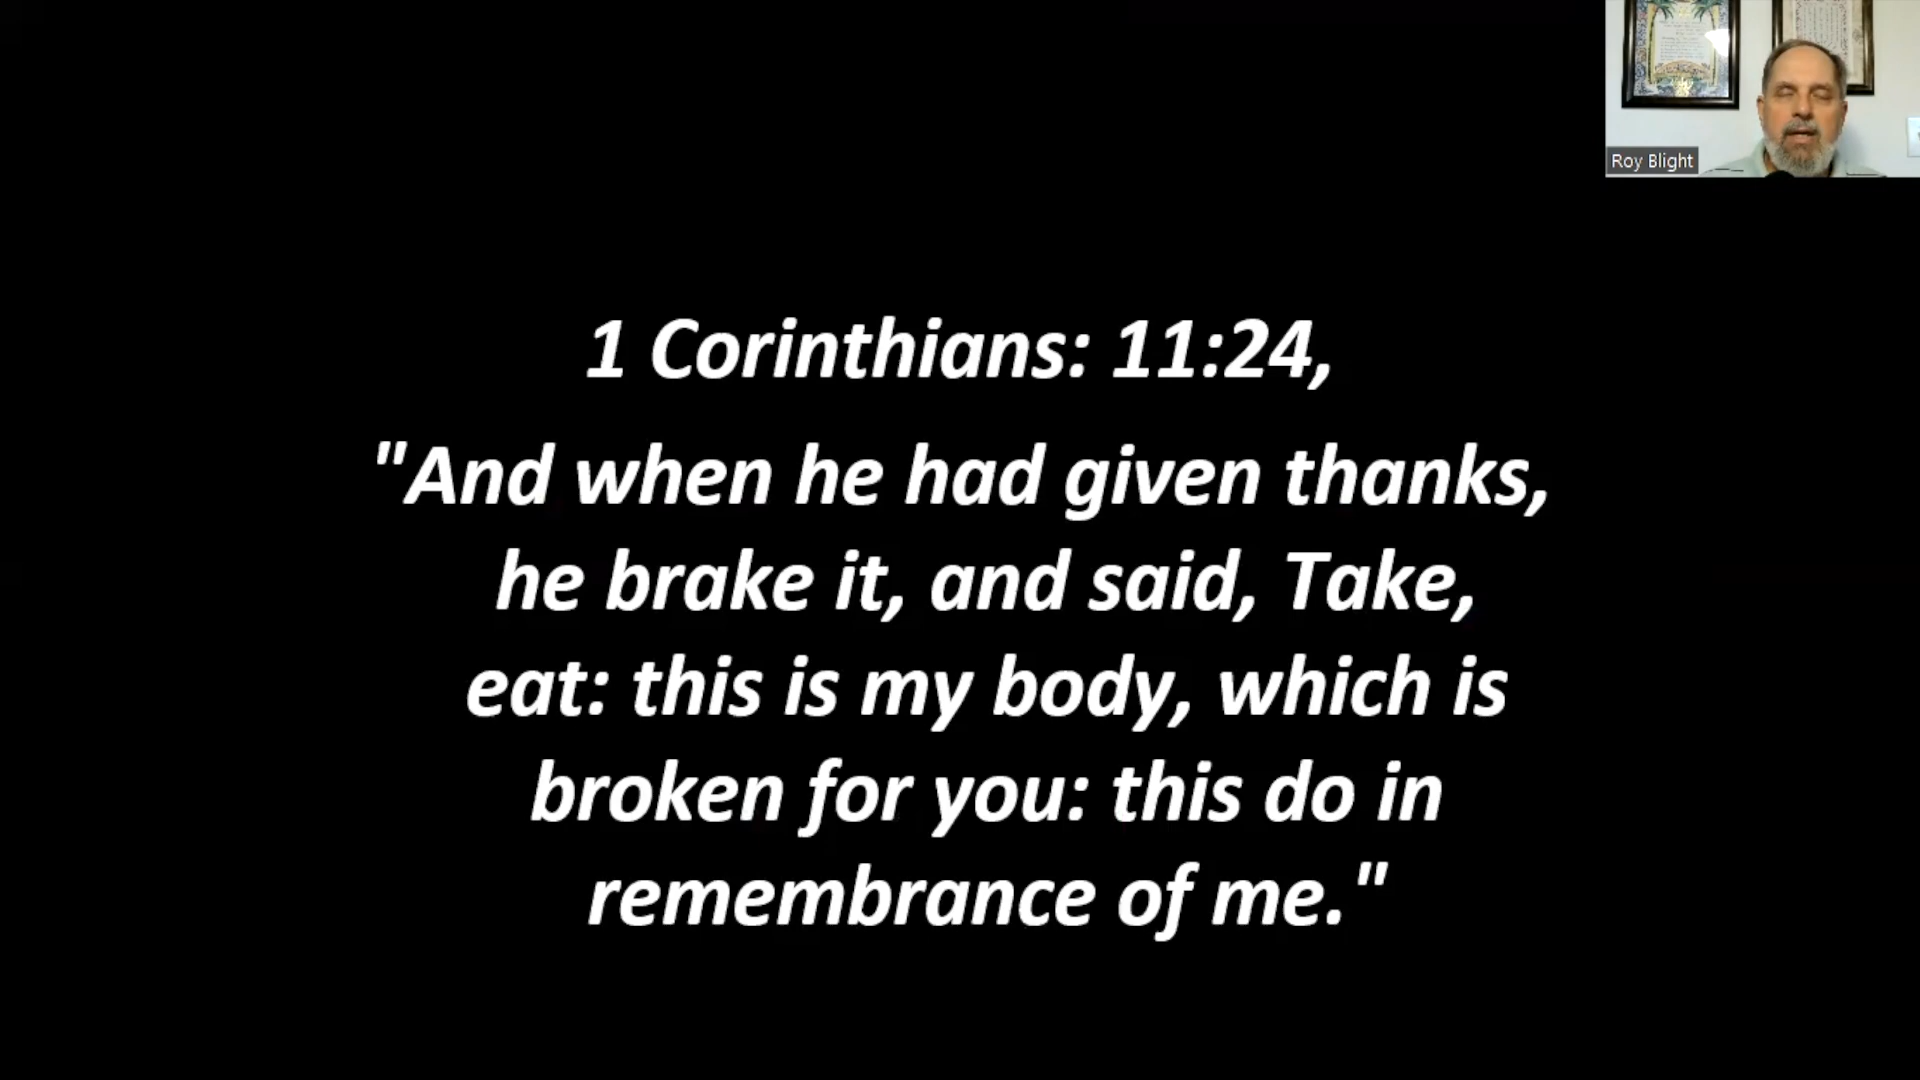 Roy Blight
1 Corinthians: 11:24,
"And when he had given thanks,
he brake it, and said, Take,
eat: this is my body, which is
broken for you: this do in
remembrance of me."